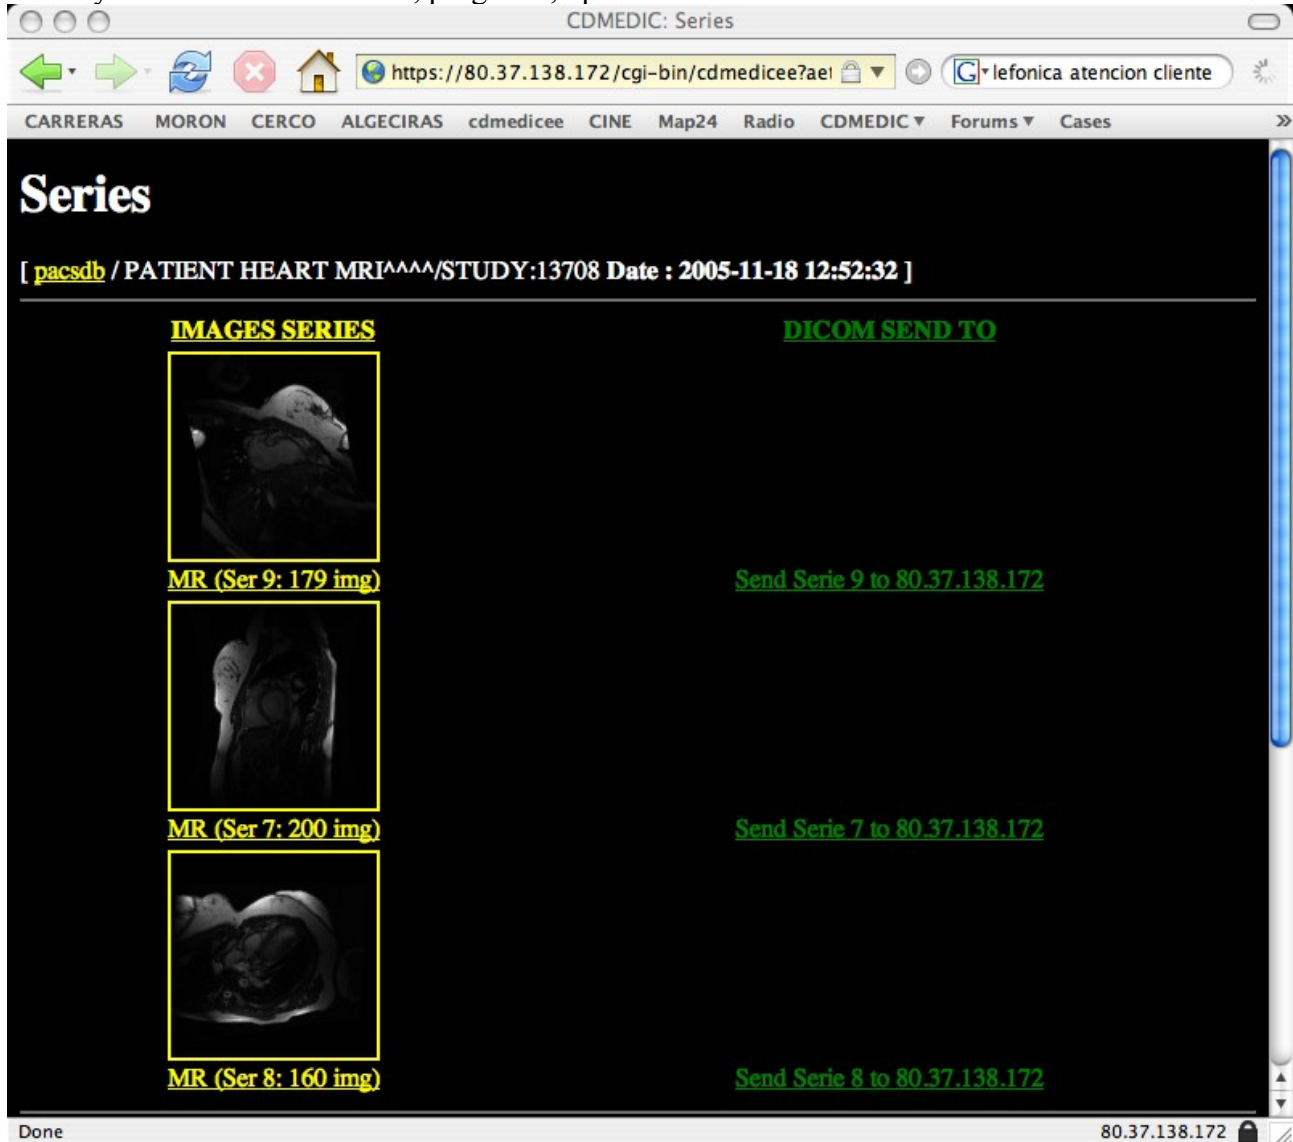 CDMEDIC: Series
https://80.37.138.172/cgi-bin/cdmedicee?aet
G lefonica atencion cliente
CARRERAS MORON CERCO ALGECIRAS cdmedicee CINE Map24 Radio CDMEDIC ▾ Forums ▾ Cases »
Series
[ pacsdb / PATIENT HEART MRI^^^^/STUDY:13708 Date : 2005-11-18 12:52:32 ]
IMAGES SERIES DICOM SEND TO
MR (Ser 9: 179 img) Send Serie 9 to 80.37.138.172
MR (Ser 7: 200 img) Send Serie 7 to 80.37.138.172
MR (Ser 8: 160 img) Send Serie 8 to 80.37.138.172
Done 80.37.138.172